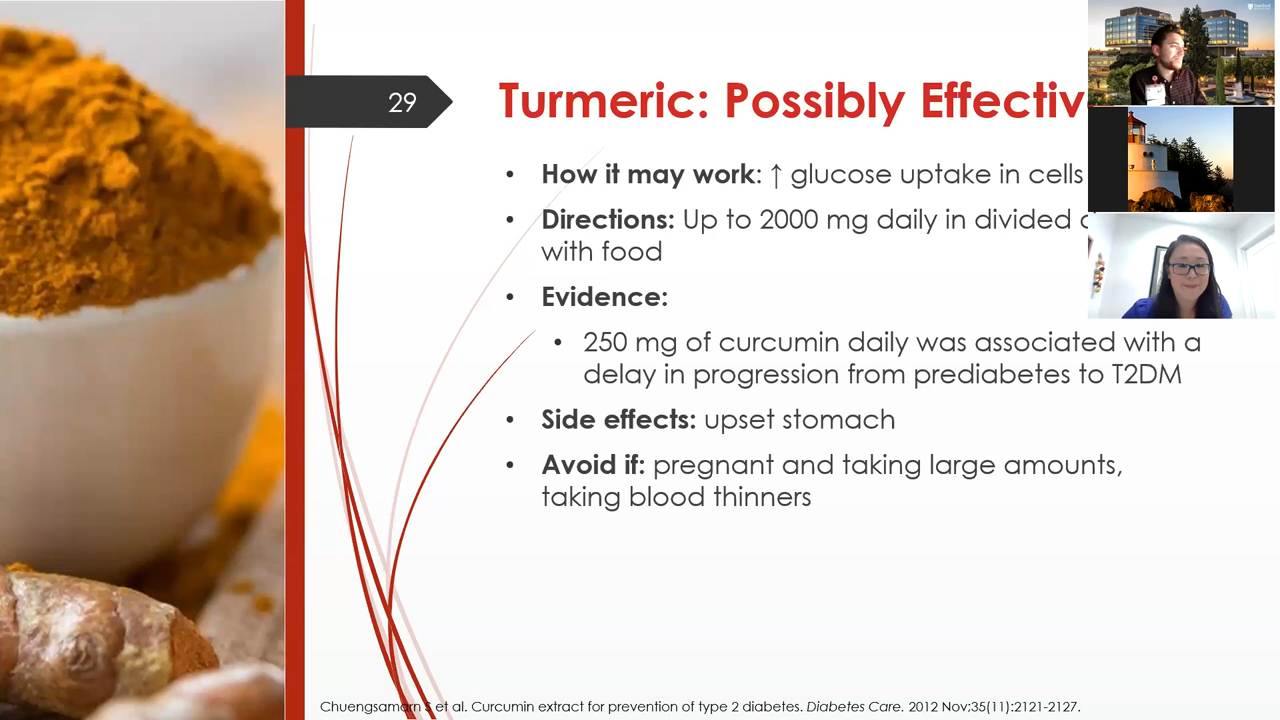 29
Turmeric: Possibly Effectiv
• How it may work: ↑ glucose uptake in cells
• Directions: Up to 2000 mg daily in divided
with food
• Evidence:
• 250 mg of curcumin daily was associated with a
delay in progression from prediabetes to T2DM
• Side effects: upset stomach
• Avoid if: pregnant and taking large amounts,
taking blood thinners
Chuengsamarn S et al. Curcumin extract for prevention of type 2 diabetes. Diabetes Care. 2012 Nov;35(11):2121-2127.